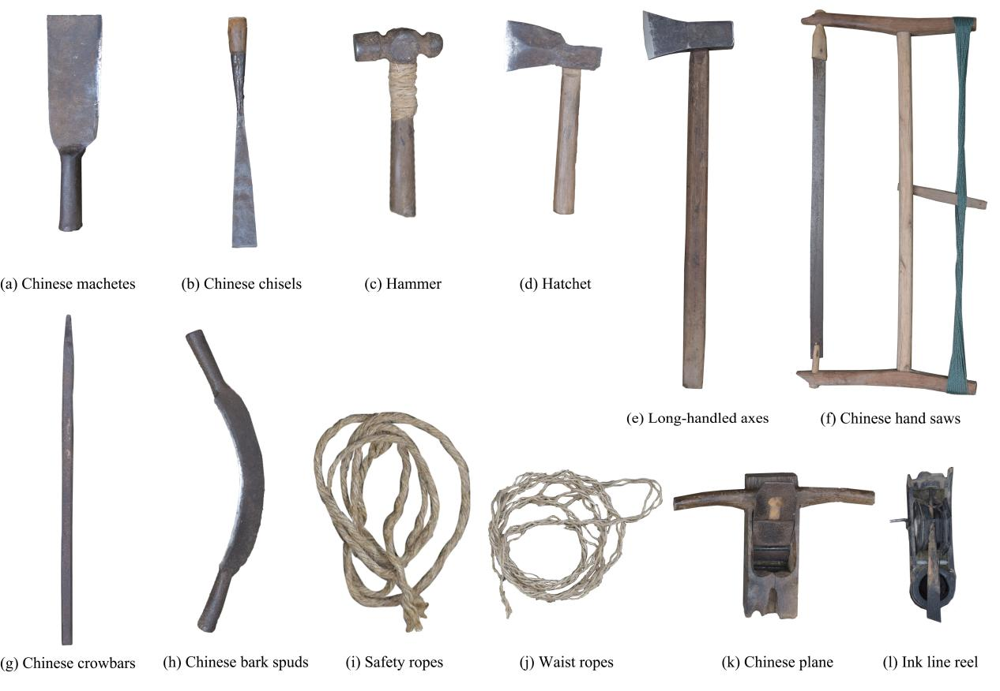 (a) Chinese machetes
(b) Chinese chisels
(c) Hammer
(d) Hatchet
(e) Long-handled axes
(f) Chinese hand saws
(g) Chinese crowbars
(h) Chinese bark spuds
(i) Safety ropes
(j) Waist ropes
(k) Chinese plane
(l) Ink line reel